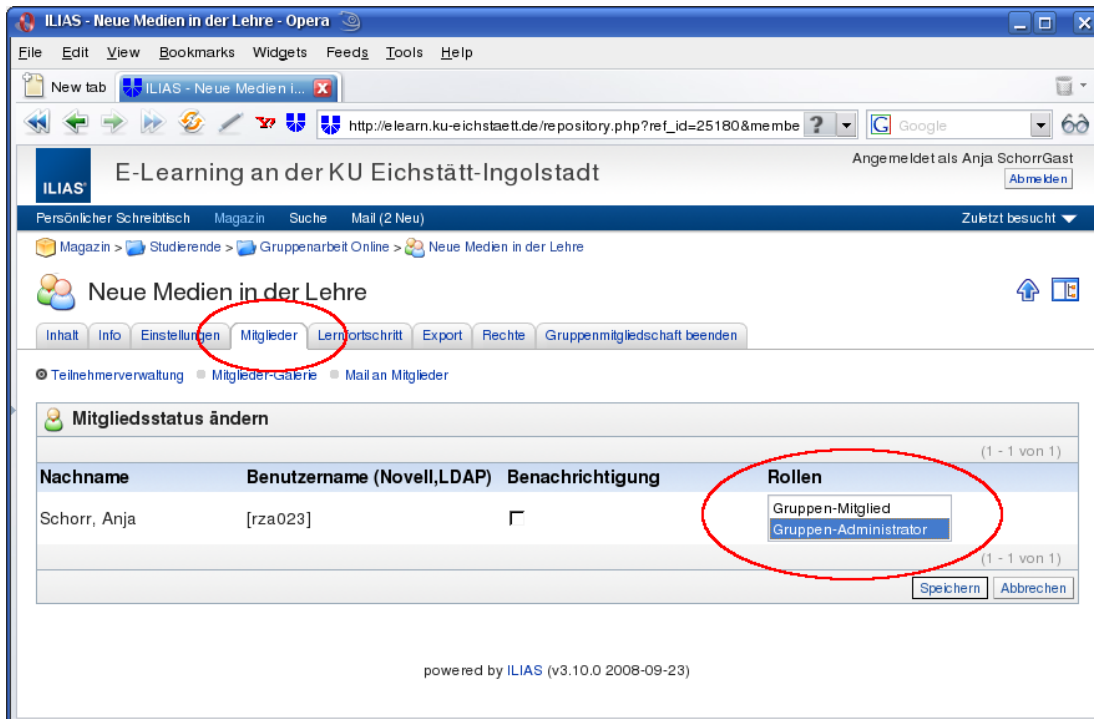 ILIAS - Neue Medien in der Lehre - Opera
File Edit View Bookmarks Widgets Feeds Tools Help
New tab ILIAS - Neue Medien i...
http://elearn.ku-eichstaett.de/repository.php?ref_id=25180&membe ? G Google
ILIAS E-Learning an der KU Eichstätt-Ingolstadt Angemeldet als Anja SchorrGast
Abmelden
Persönlicher Schreibtisch Magazin Suche Mail (2 Neu) Zuletzt besucht
Magazin > Studierende > Gruppenarbeit Online > Neue Medien in der Lehre
Neue Medien in der Lehre
Inhalt Info Einstellungen Mitglieder Lernfortschritt Export Rechte Gruppenmitgliedschaft beenden
Teilnehmerverwaltung Mitglieder-Galerie Mail an Mitglieder
Mitgliedsstatus ändern
(1 - 1 von 1)
Nachname Benutzername (Novell,LDAP) Benachrichtigung Rollen
Schorr, Anja [rza023] Gruppen-Mitglied
Gruppen-Administrator
(1 - 1 von 1)
Speichern Abbrechen
powered by ILIAS (v3.10.0 2008-09-23)